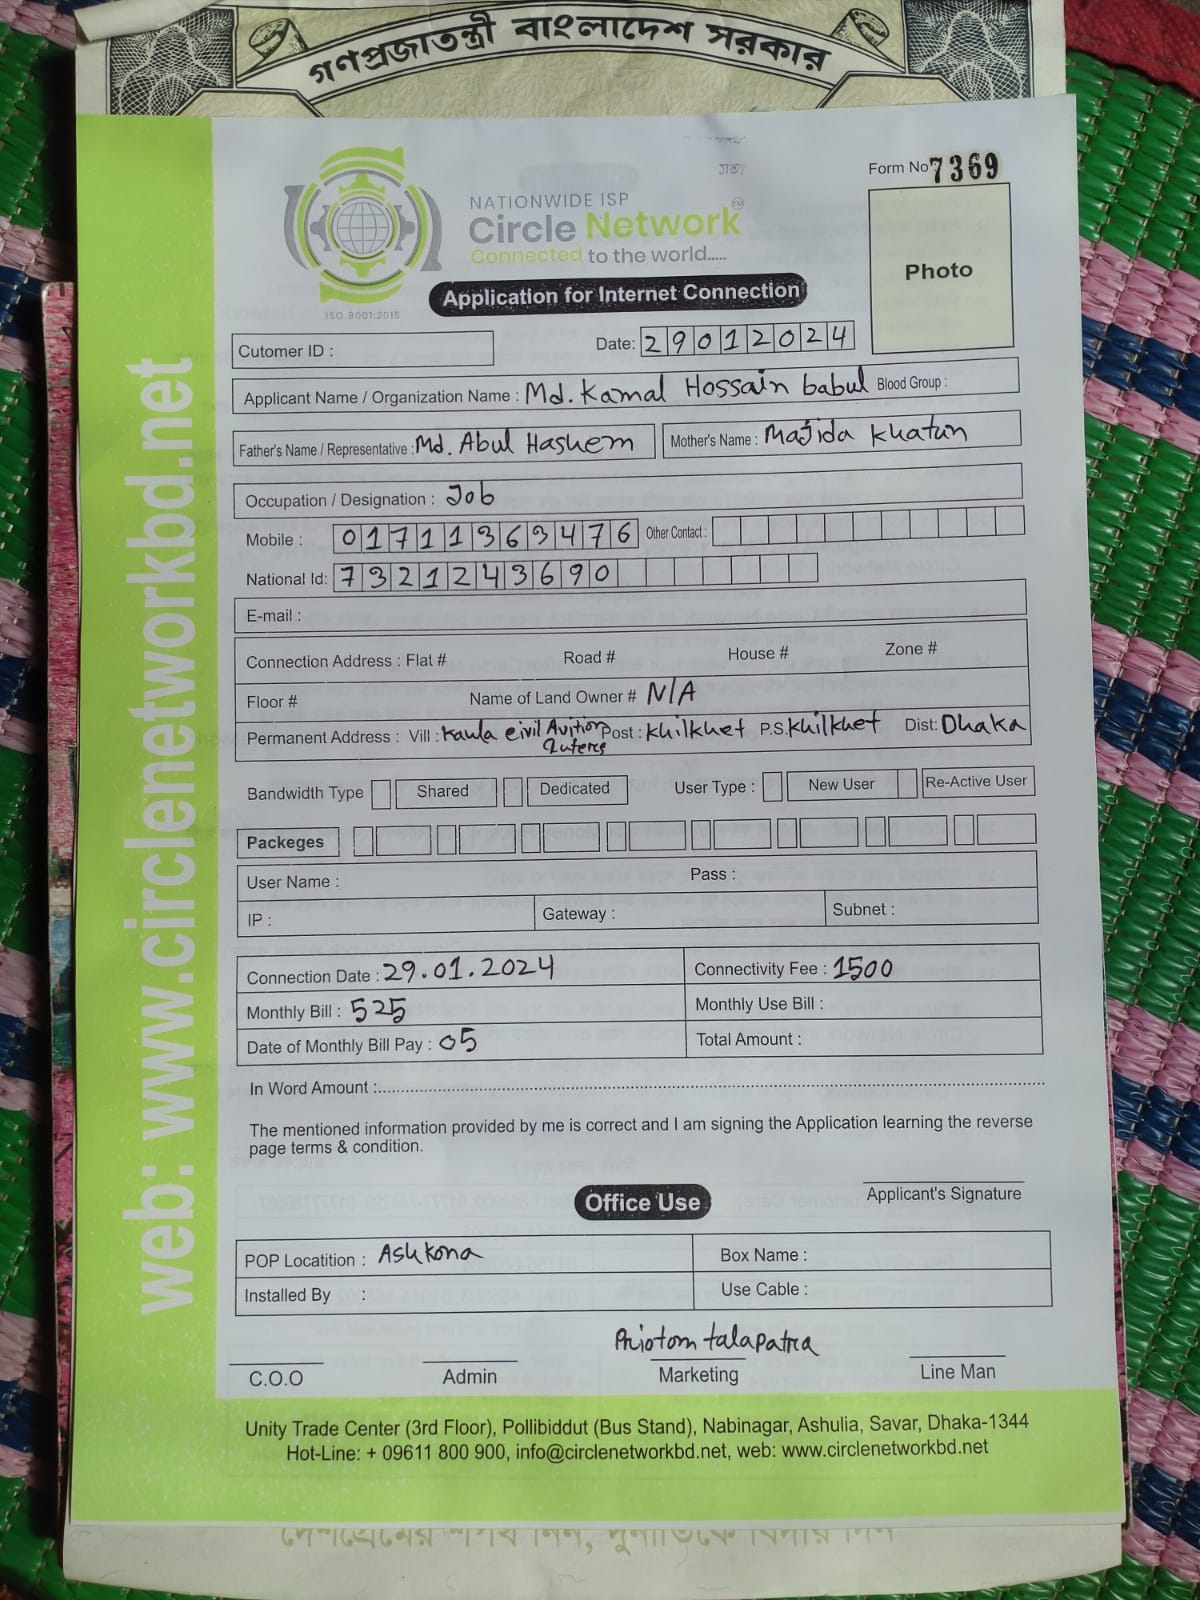 গণপ্রজাতন্ত্রী বাংলাদেশ সরকার
Form No 7369
NATIONWIDE ISP
Circle Network TM
Connected to the world.....
ISO 9001:2015
Photo
Application for Internet Connection
Cutomer ID :
Date: 29012024
Applicant Name / Organization Name : Md. Kamal Hossain babul Blood Group :
Father's Name / Representative : Md. Abul Hashem Mother's Name : Majida Khatun
Occupation / Designation : Job
Mobile : 01711363476 Other Contact :
National Id: 7321243690
E-mail :
Connection Address : Flat # Road # House # Zone #
Floor # Name of Land Owner # N/A
Permanent Address : Vill : Kawla civil Avition Post : Khilkhet P.S. Khilkhet Dist: Dhaka
Bandwidth Type Shared Dedicated User Type : New User Re-Active User
Packeges
User Name : Pass :
IP : Gateway : Subnet :
Connection Date : 29.01.2024 Connectivity Fee : 1500
Monthly Bill : 525 Monthly Use Bill :
Date of Monthly Bill Pay : 05 Total Amount :
In Word Amount :
The mentioned information provided by me is correct and I am signing the Application learning the reverse
page terms & condition.
Applicant's Signature
Office Use
POP Locatition : Ashkona Box Name :
Installed By : Use Cable :
Priotom talapatra
C.O.O Admin Marketing Line Man
Unity Trade Center (3rd Floor), Pollibiddut (Bus Stand), Nabinagar, Ashulia, Savar, Dhaka-1344
Hot-Line: + 09611 800 900, info@circlenetworkbd.net, web: www.circlenetworkbd.net
web: www.circlenetworkbd.net